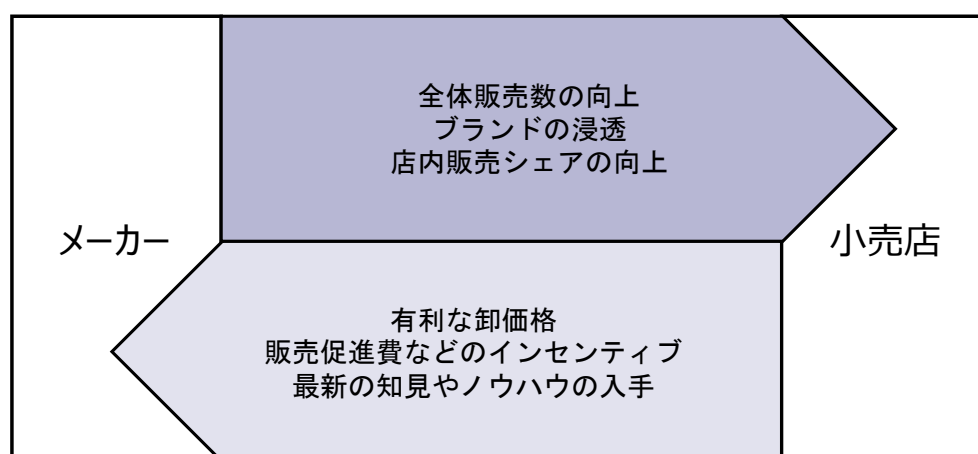 全体販売数の向上
ブランドの浸透
店内販売シェアの向上
メーカー
小売店
有利な卸価格
販売促進費などのインセンティブ
最新の知見やノウハウの入手